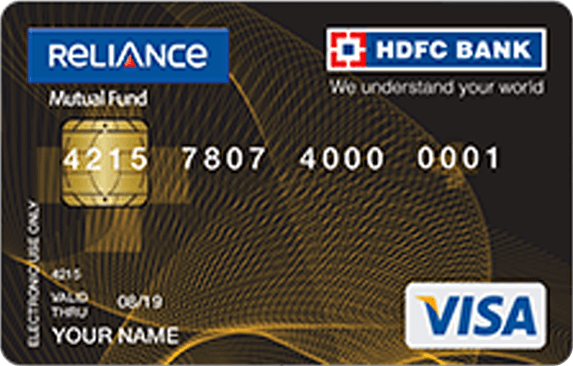 RELIANCE
Mutual Fund
HDFC BANK
We understand your world
4215 7807 4000 0001
ELECTRONIC USE ONLY
4215
VALID THRU 08/19
YOUR NAME
VISA